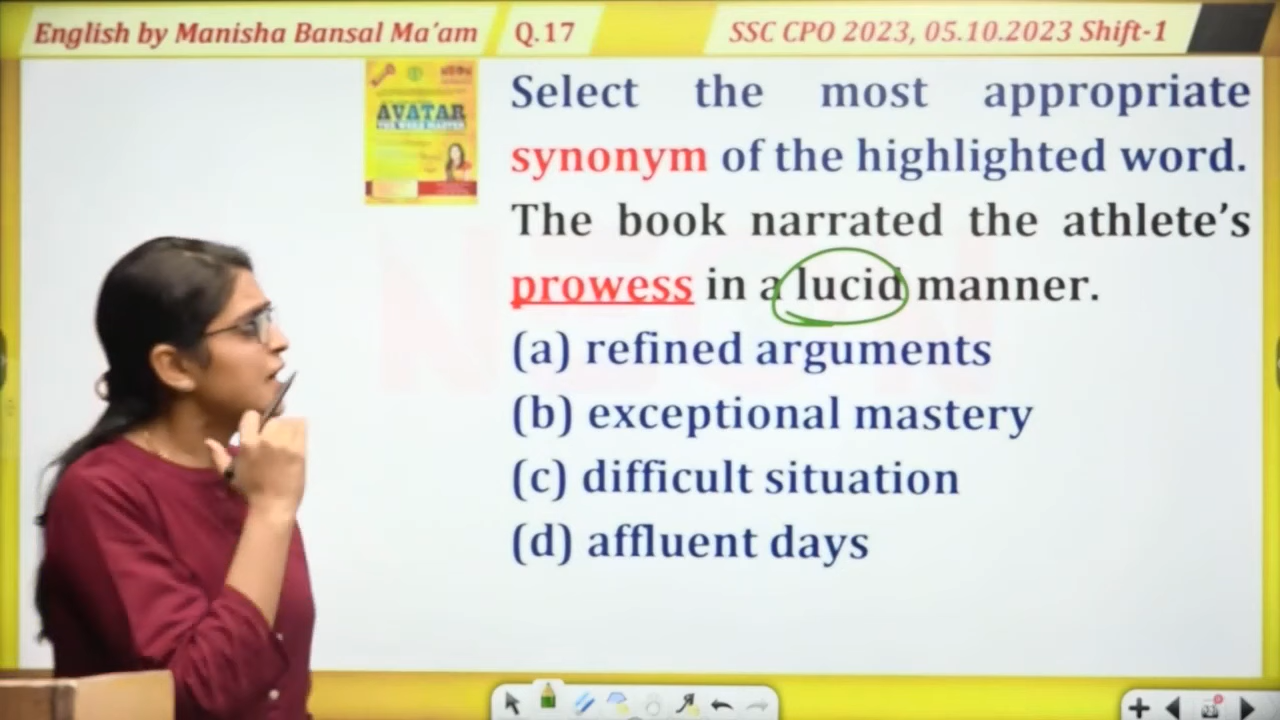 English by Manisha Bansal Ma'am
Q.17
SSC CPO 2023, 05.10.2023 Shift-1
AVATAR
Select the most appropriate
synonym of the highlighted word.
The book narrated the athlete's
prowess in a lucid manner.
(a) refined arguments
(b) exceptional mastery
(c) difficult situation
(d) affluent days